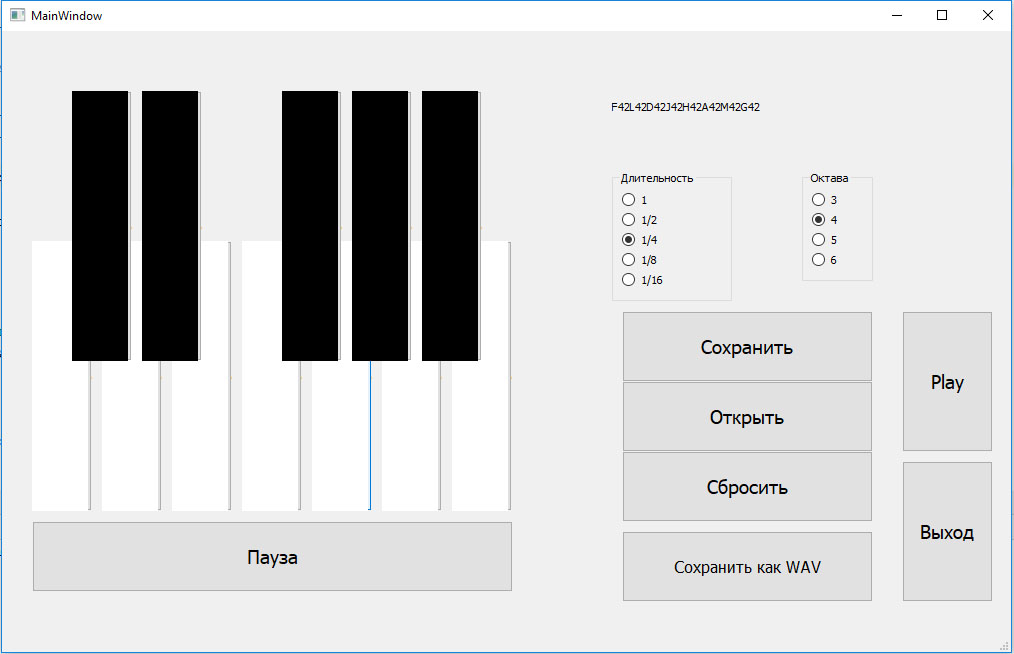 MainWindow
F42L42D42J42H42A42M42G42
Длительность
1
1/2
1/4
1/8
1/16
Октава
3
4
5
6
Сохранить
Открыть
Сбросить
Сохранить как WAV
Play
Выход
Пауза